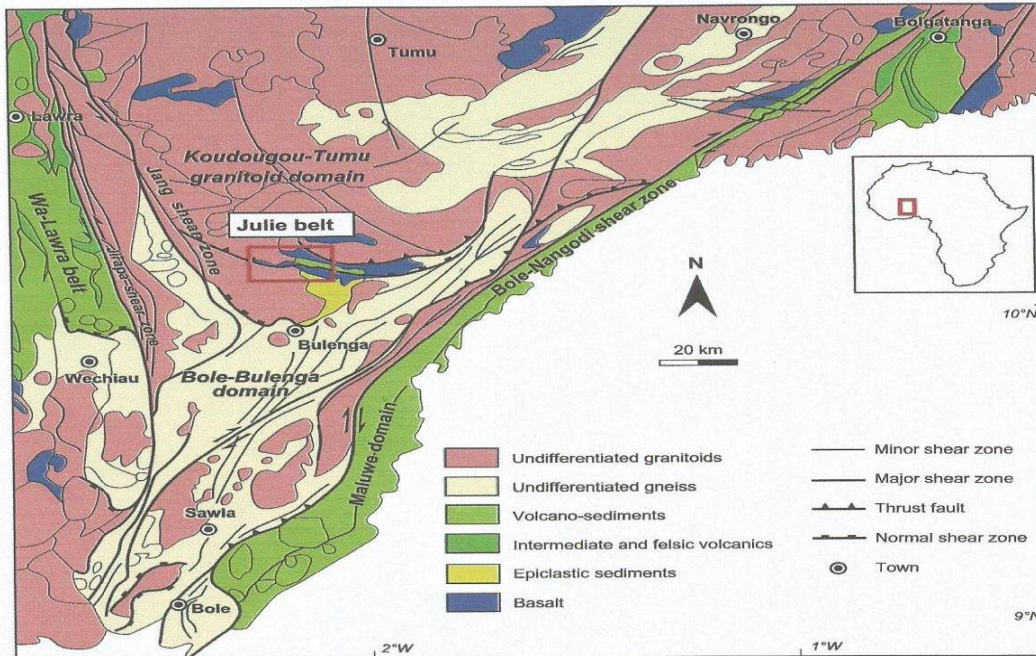 Navrongo
Bolgatanga
Tumu
Lawra
Koudougou-Tumu
granitoid domain
Jang shear zone
Julie belt
Wa-Lawra belt
Jirapa-shear zone
Bole-Nangodi-shear zone
N
10°N
20 km
Bulenga
Wechiau
Bole-Bulenga
domain
Maluwe-domain
Sawla
Bole
Undifferentiated granitoids
Undifferentiated gneiss
Volcano-sediments
Intermediate and felsic volcanics
Epiclastic sediments
Basalt
Minor shear zone
Major shear zone
Thrust fault
Normal shear zone
Town
9°N
2°W
1°W